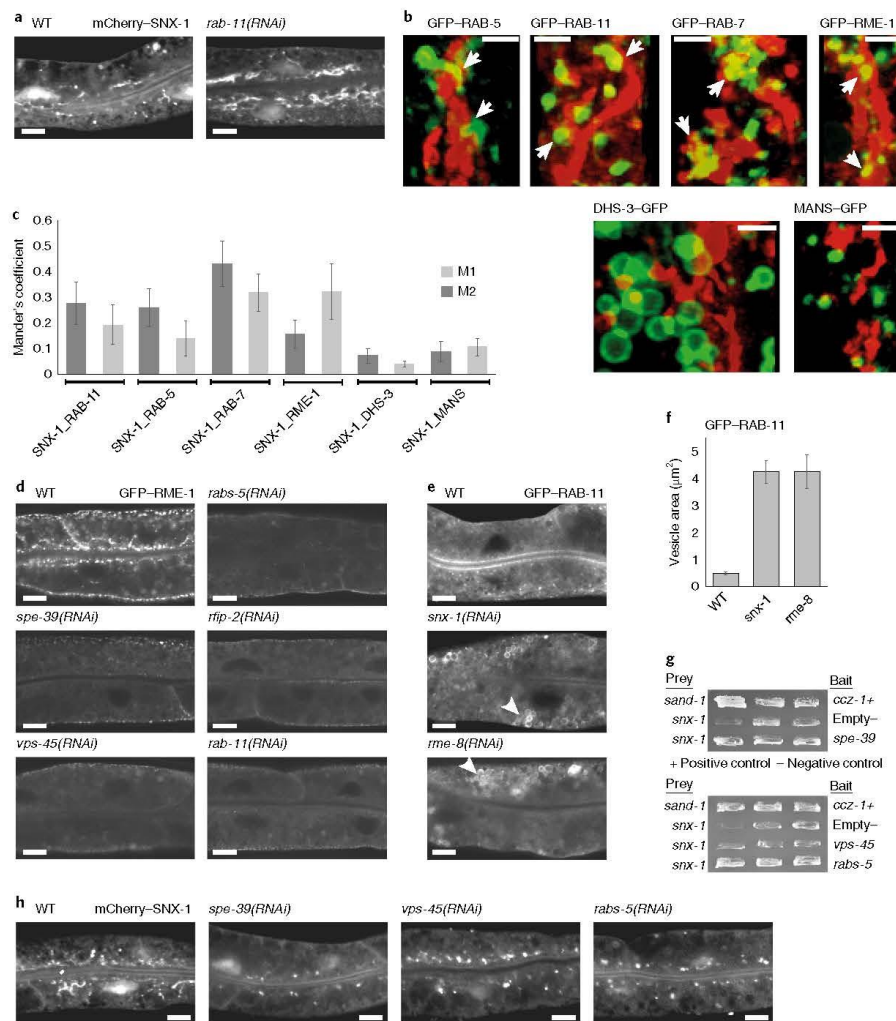 a
WT mCherry–SNX-1 rab-11(RNAi)
b
GFP–RAB-5 GFP–RAB-11 GFP–RAB-7 GFP–RME-1
DHS-3–GFP MANS–GFP
c
Mander's coefficient
0.6
0.5
0.4
0.3
0.2
0.1
0
M1
M2
SNX-1_RAB-11
SNX-1_RAB-5
SNX-1_RAB-7
SNX-1_RME-1
SNX-1_DHS-3
SNX-1_MANS
d
WT GFP–RME-1 rabs-5(RNAi)
spe-39(RNAi) rfip-2(RNAi)
vps-45(RNAi) rab-11(RNAi)
e
WT GFP–RAB-11
snx-1(RNAi)
rme-8(RNAi)
f
GFP–RAB-11
Vesicle area (μm²)
5
4
3
2
1
0
WT
snx-1
rme-8
g
Prey Bait
sand-1 ccz-1+
snx-1 Empty–
snx-1 spe-39
+ Positive control – Negative control
Prey Bait
sand-1 ccz-1+
snx-1 Empty–
snx-1 vps-45
snx-1 rabs-5
h
WT mCherry–SNX-1 spe-39(RNAi) vps-45(RNAi) rabs-5(RNAi)